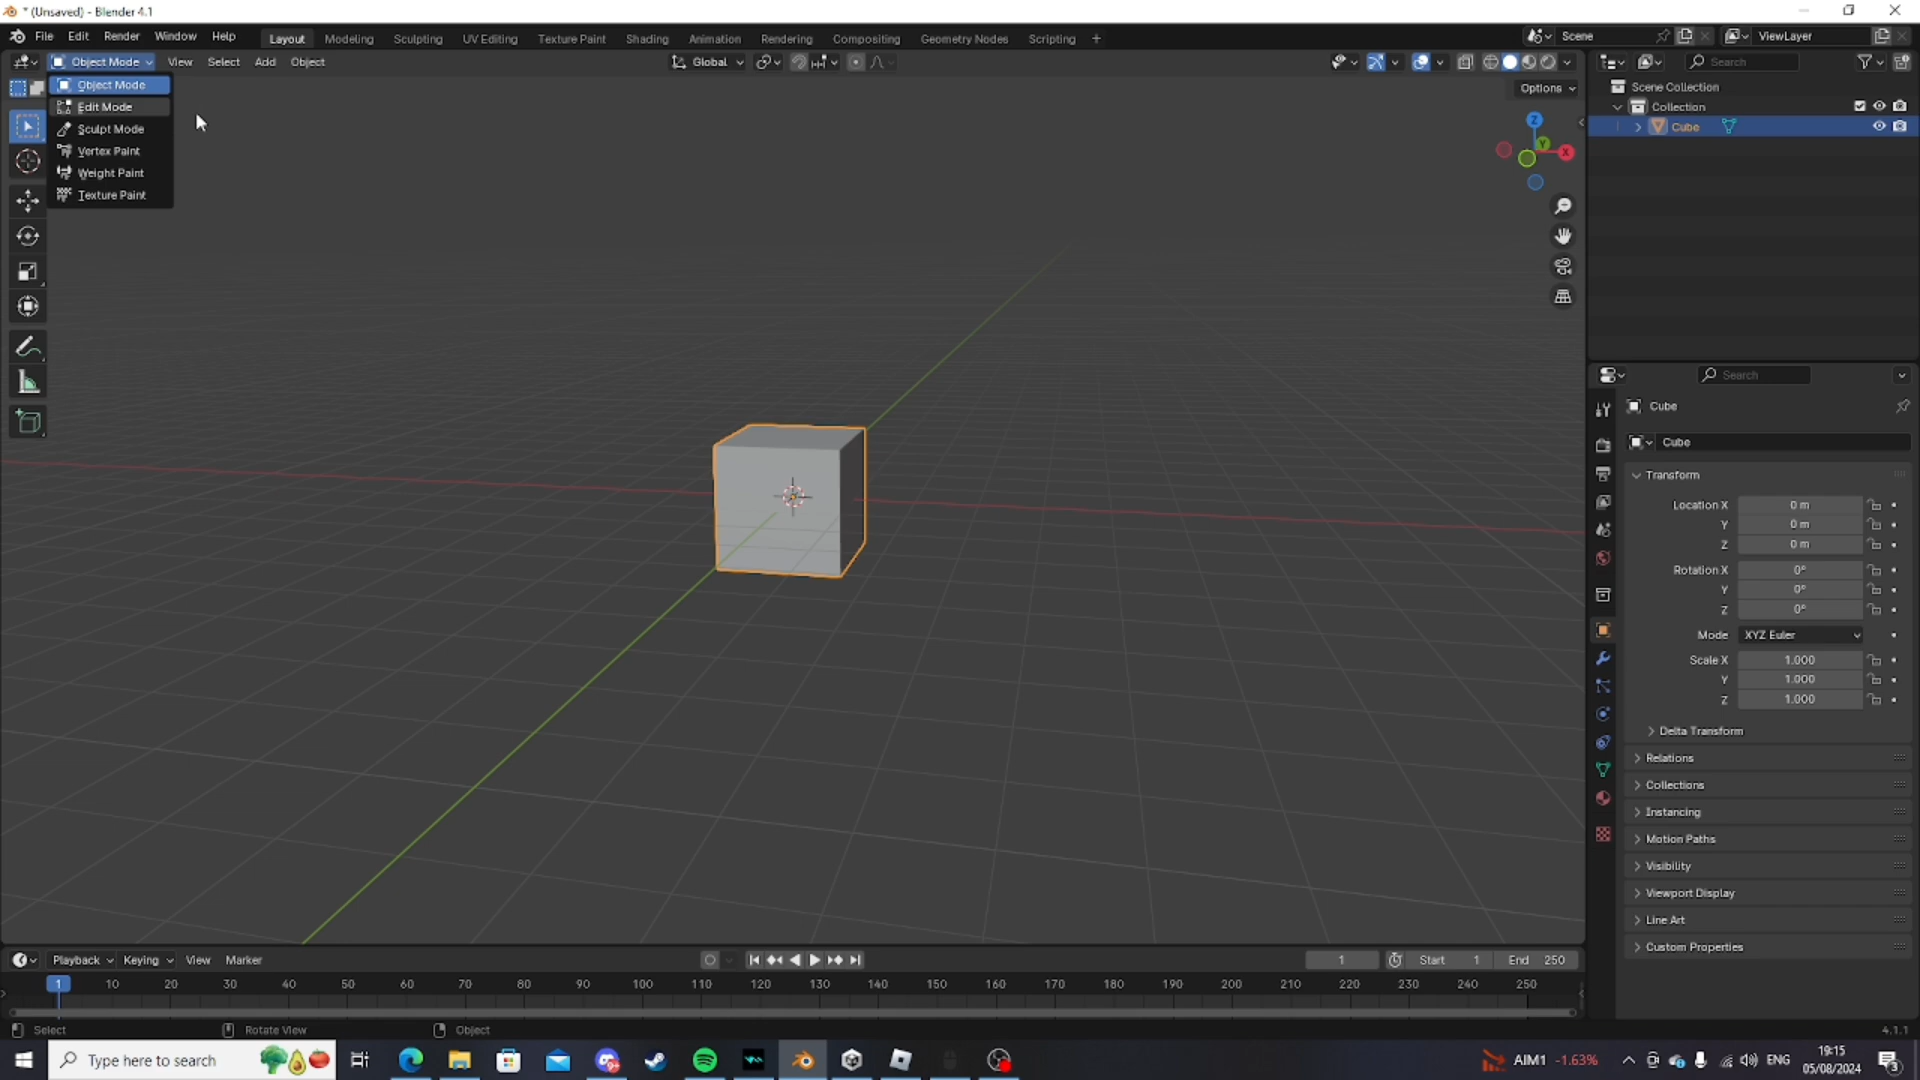 * (Unsaved) - Blender 4.1
File Edit Render Window Help Layout Modeling Sculpting UV Editing Texture Paint Shading Animation Rendering Compositing Geometry Nodes Scripting + Scene ViewLayer
Object Mode View Select Add Object Global Search
Object Mode Options Scene Collection
Edit Mode Collection
Sculpt Mode Cube
Vertex Paint
Weight Paint
Texture Paint
Z
Y
X
Search
Cube
Cube
Transform
Location X 0 m
Y 0 m
Z 0 m
Rotation X 0°
Y 0°
Z 0°
Mode XYZ Euler
Scale X 1.000
Y 1.000
Z 1.000
Delta Transform
Relations
Collections
Instancing
Motion Paths
Visibility
Viewport Display
Line Art
Custom Properties
Playback Keying View Marker 1 Start 1 End 250
1 10 20 30 40 50 60 70 80 90 100 110 120 130 140 150 160 170 180 190 200 210 220 230 240 250
Select Rotate View Object 4.1.1
Type here to search AIM1 -1.63% ENG 19:15
05/08/2024
3